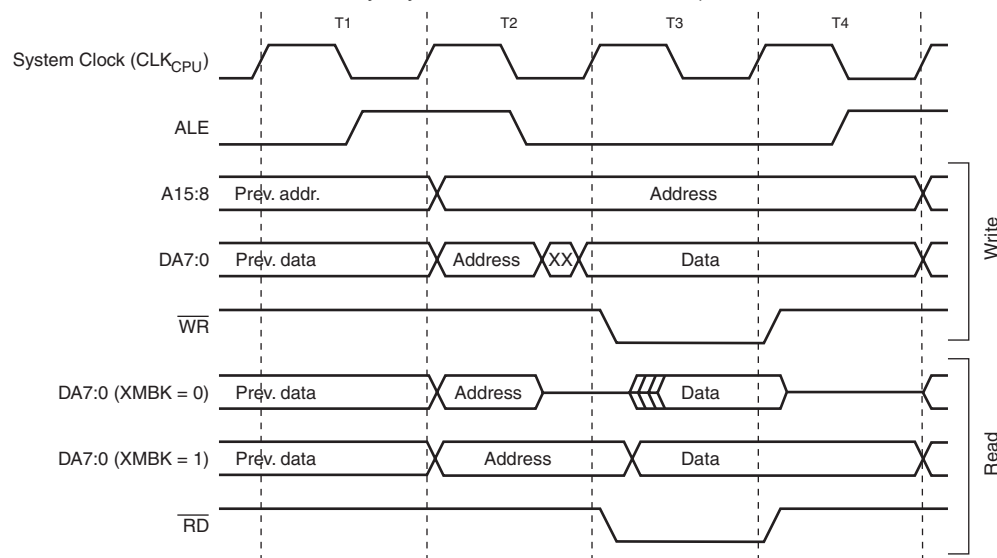 T1 T2 T3 T4
System Clock (CLKCPU)
ALE
A15:8 Prev. addr. Address
DA7:0 Prev. data Address XX Data
WR
Write
DA7:0 (XMBK = 0) Prev. data Address Data
DA7:0 (XMBK = 1) Prev. data Address Data
RD
Read